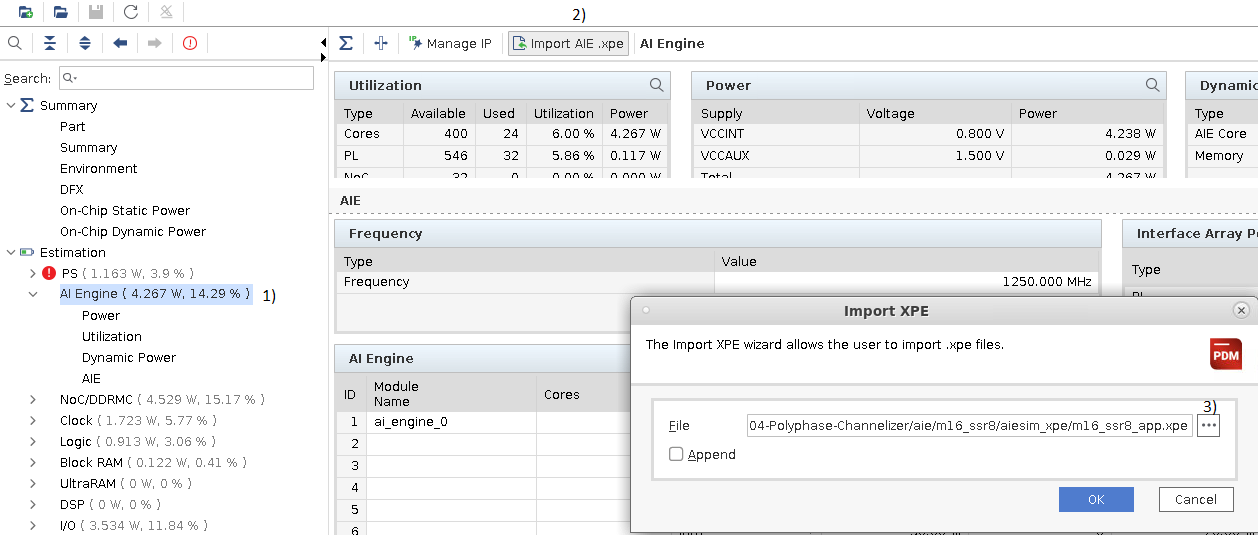 2)
Manage IP
Import AIE .xpe
AI Engine
Search:
Summary
Part
Summary
Environment
DFX
On-Chip Static Power
On-Chip Dynamic Power
Estimation
PS ( 1.163 W, 3.9 % )
AI Engine ( 4.267 W, 14.29 % ) 1)
Power
Utilization
Dynamic Power
AIE
NoC/DDRMC ( 4.529 W, 15.17 % )
Clock ( 1.723 W, 5.77 % )
Logic ( 0.913 W, 3.06 % )
Block RAM ( 0.122 W, 0.41 % )
UltraRAM ( 0 W, 0 % )
DSP ( 0 W, 0 % )
I/O ( 3.534 W, 11.84 % )
Utilization
Type Available Used Utilization Power
Cores 400 24 6.00 % 4.267 W
PL 546 32 5.86 % 0.117 W
NoC 32 0 0.00 % 0.000 W
Power
Supply Voltage Power
VCCINT 0.800 V 4.238 W
VCCAUX 1.500 V 0.029 W
Total 4.267 W
Dynamic
Type
AIE Core
Memory
AIE
Frequency
Type Value
Frequency 1250.000 MHz
Interface Array P
Type
PL
AI Engine
ID Module Name Cores
1 ai_engine_0
2
3
4
5
6
Import XPE
The Import XPE wizard allows the user to import .xpe files.
PDM
3)
File 04-Polyphase-Channelizer/aie/m16_ssr8/aiesim_xpe/m16_ssr8_app.xpe ...
Append
OK Cancel